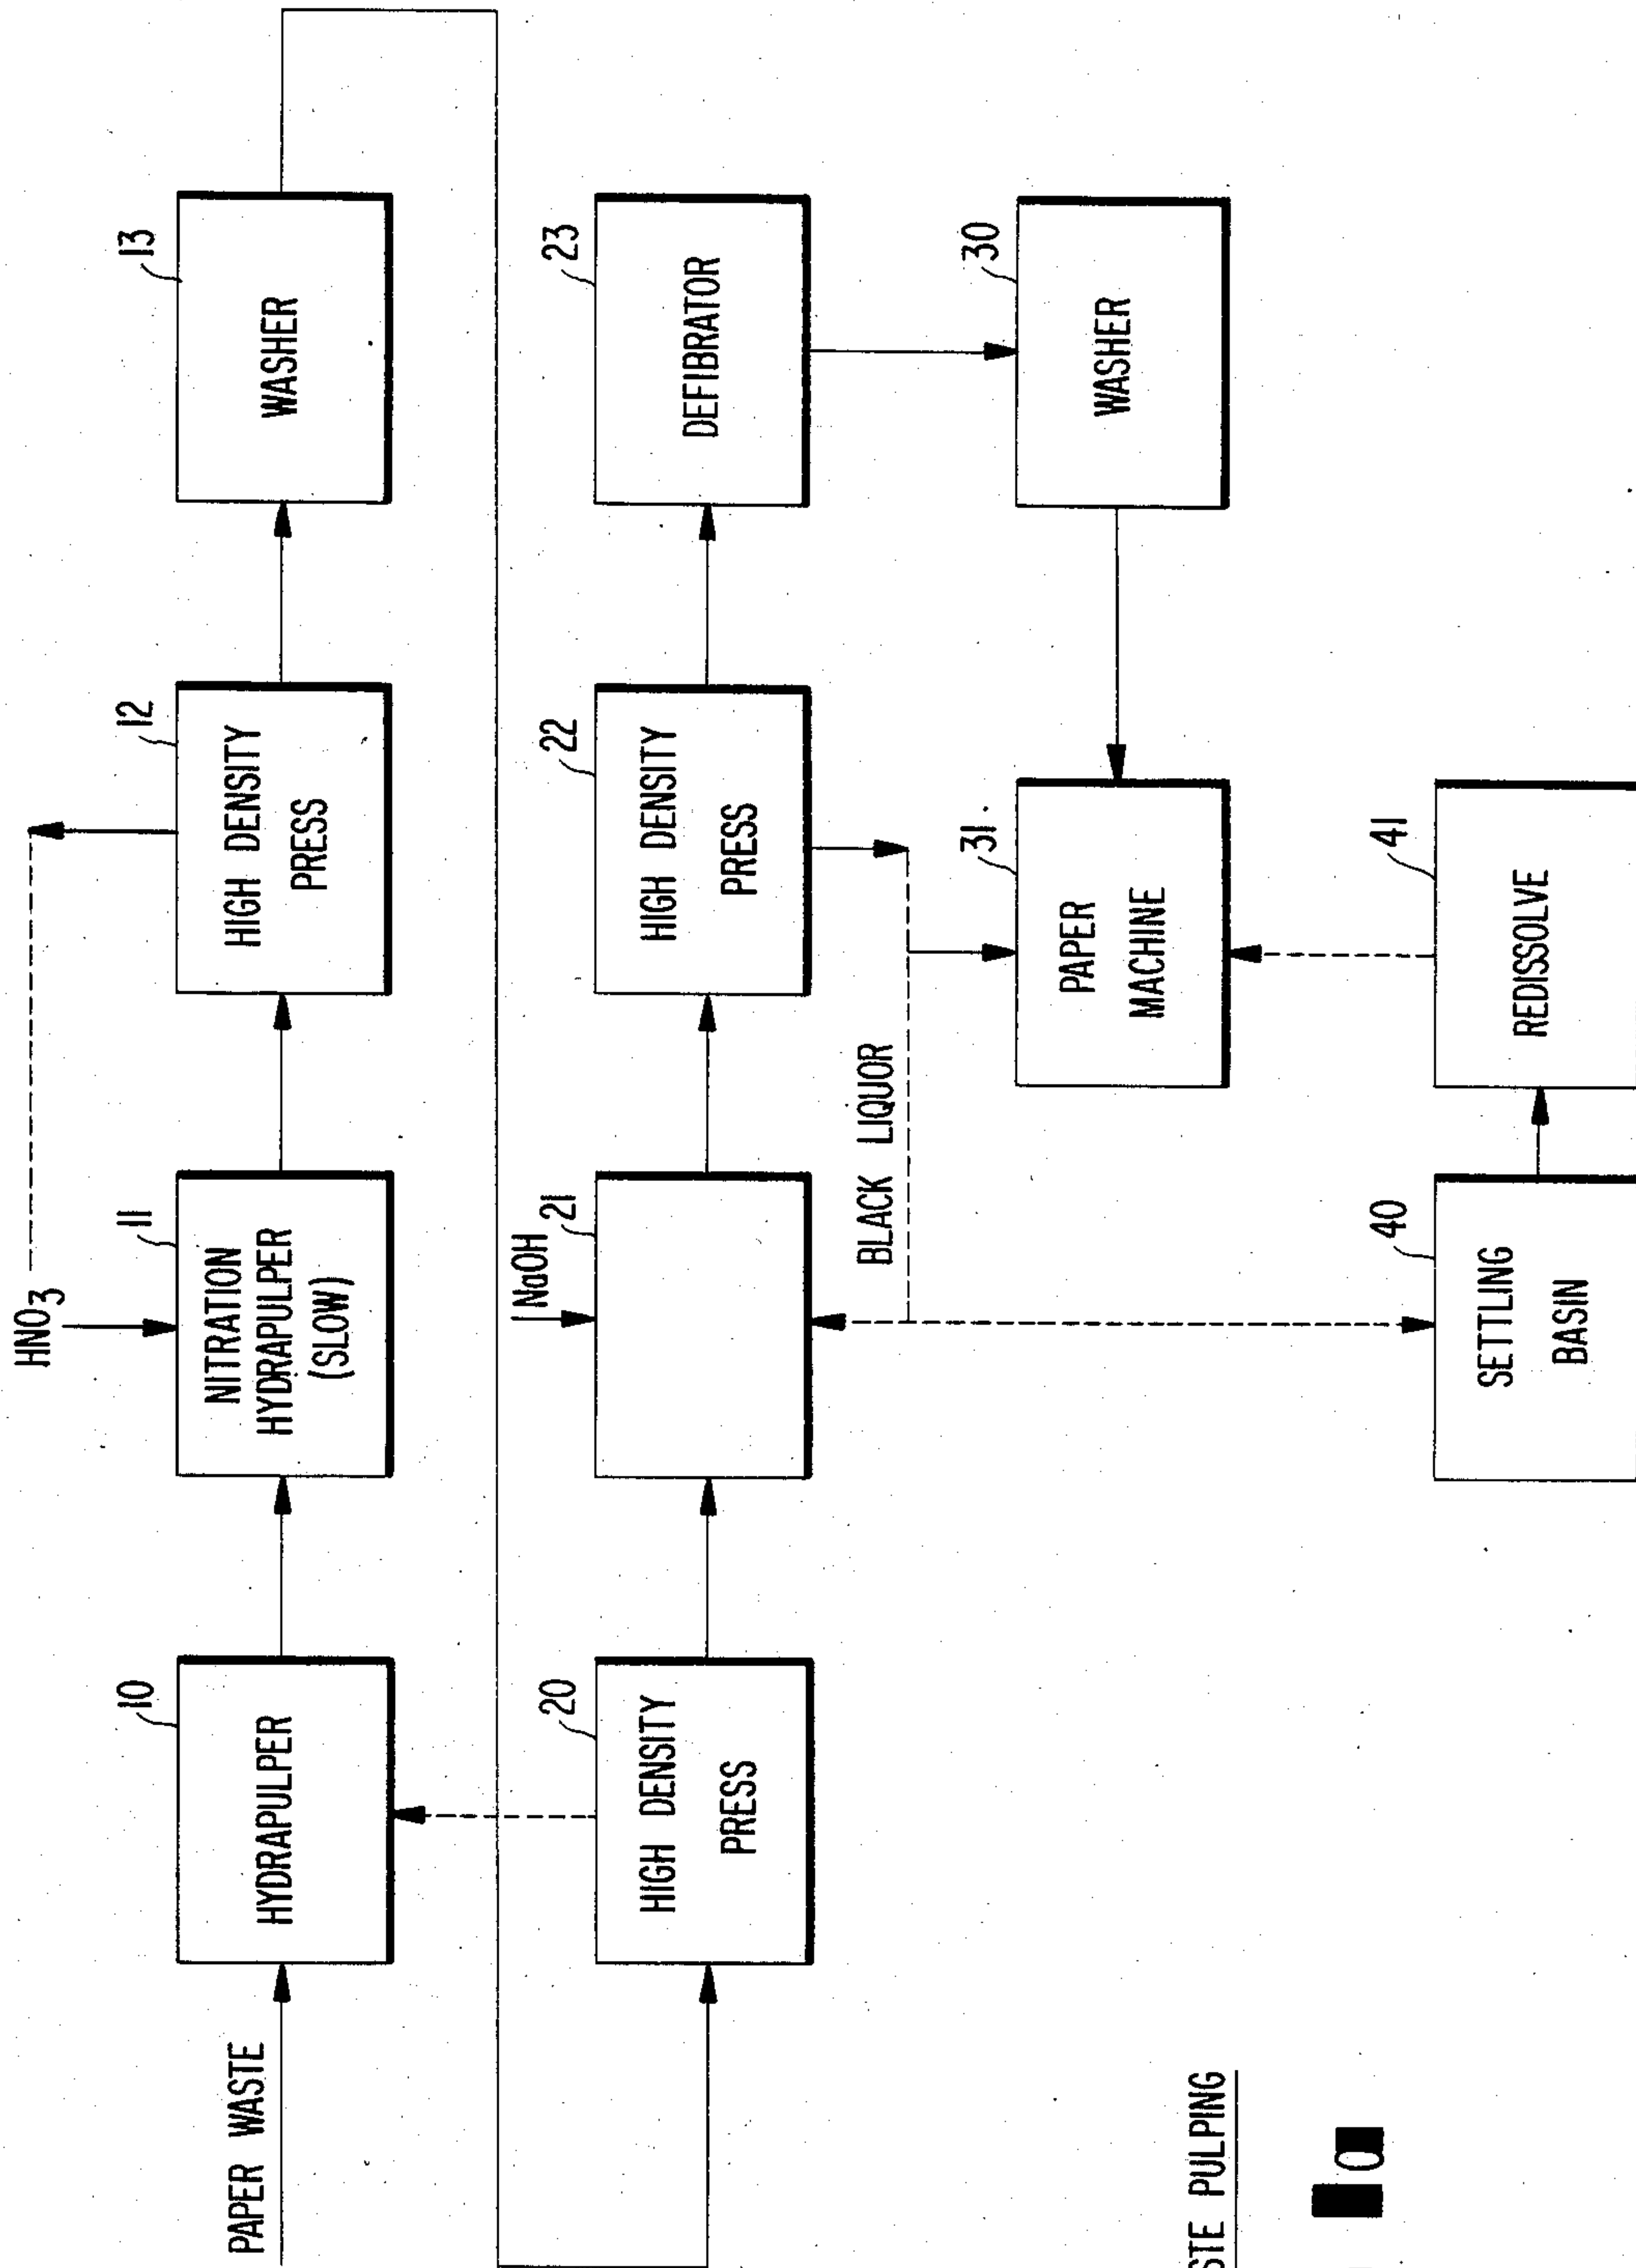 HNO3
10
11
12
13
PAPER WASTE
HYDRAPULPER
NITRATION
HYDRAPULPER
(SLOW)
HIGH DENSITY
PRESS
WASHER
NaOH
20
21
22
23
HIGH DENSITY
PRESS
HIGH DENSITY
PRESS
DEFIBRATOR
BLACK LIQUOR
31
30
PAPER
MACHINE
WASHER
STE PULPING
40
41
SETTLING
BASIN
REDISSOLVE